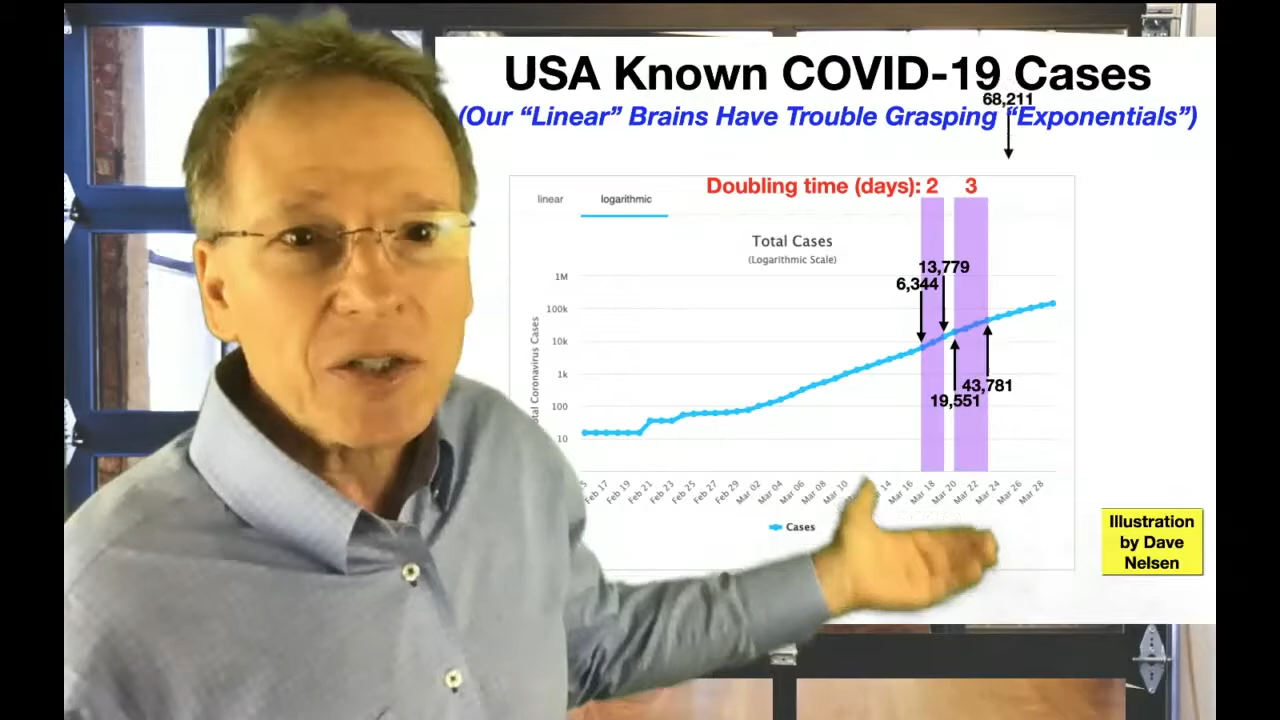 USA Known COVID-19 Cases
68,211
(Our “Linear” Brains Have Trouble Grasping “Exponentials”)
Doubling time (days): 2 3
linear logarithmic
Total Cases
(Logarithmic Scale)
13,779
6,344
1M
100k
10k
1k
100
10
Coronavirus Cases
43,781
19,551
Feb 17 Feb 19 Feb 21 Feb 23 Feb 25 Feb 27 Feb 29 Mar 02 Mar 04 Mar 06 Mar 08 Mar 10 14 Mar 16 Mar 18 Mar 20 Mar 22 Mar 24 Mar 26 Mar 28
Cases
Illustration
by Dave
Nelsen